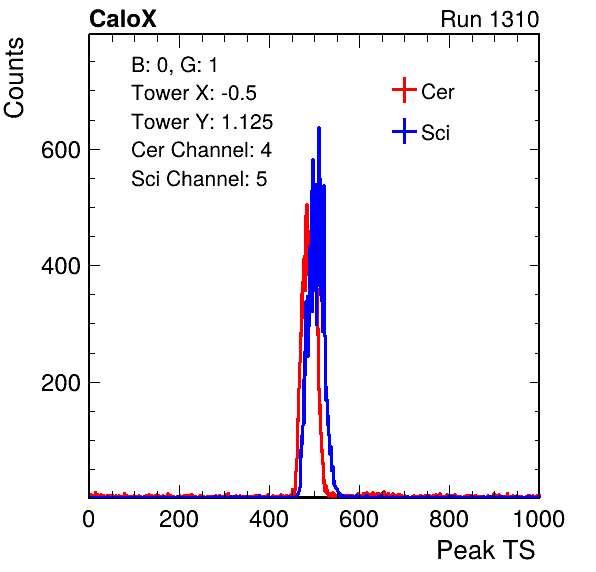 CaloX Run 1310
Counts
B: 0, G: 1
Tower X: -0.5
Tower Y: 1.125
Cer Channel: 4
Sci Channel: 5
Cer
Sci
600
400
200
0 200 400 600 800 1000
Peak TS